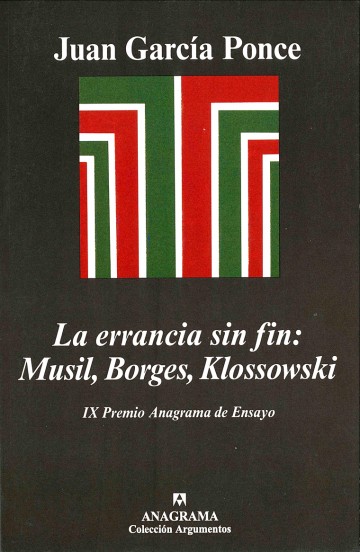 Juan García Ponce
La errancia sin fin:
Musil, Borges, Klossowski
IX Premio Anagrama de Ensayo
ANAGRAMA
Colección Argumentos